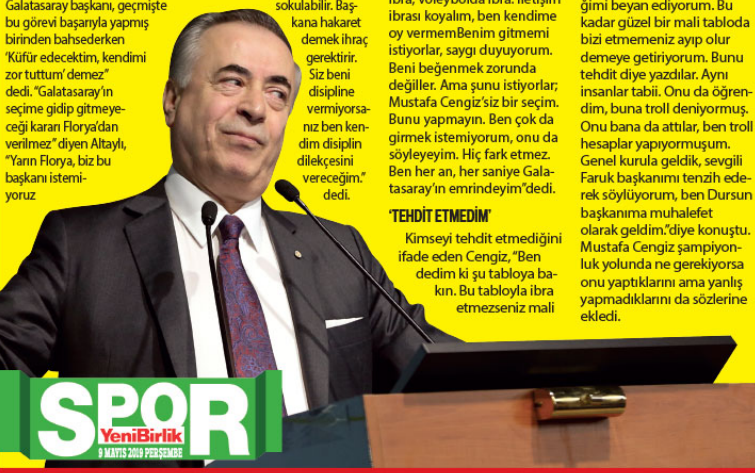 Galatasaray başkanı, geçmişte
bu görevi başarıyla yapmış
birinden bahsederken
‘Küfür edecektim, kendimi
zor tuttum’ demez”
dedi. “Galatasaray’ın
seçime gidip gitmeye-
ceği kararı Florya’dan
verilmez” diyen Altaylı,
“Yarın Florya, biz bu
başkanı istemi-
yoruz
sokulabilir. Baş-
kana hakaret
demek ihraç
gerektirir.
Siz beni
disipline
vermiyorsa-
nız ben ken-
dim disiplin
dilekçesini
vereceğim.”
dedi.
ibra, voleybolda ibra. İletişim
ibrası koyalım, ben kendime
oy vermemBenim gitmemi
istiyorlar, saygı duyuyorum.
Beni beğenmek zorunda
değiller. Ama şunu istiyorlar;
Mustafa Cengiz’siz bir seçim.
Bunu yapmayın. Ben çok da
girmek istemiyorum, onu da
söyleyeyim. Hiç fark etmez.
Ben her an, her saniye Gala-
tasaray’ın emrindeyim”dedi.
‘TEHDİT ETMEDİM’
Kimseyi tehdit etmediğini
ifade eden Cengiz, “Ben
dedim ki şu tabloya ba-
kın. Bu tabloyla ibra
etmezseniz mali
ğimi beyan ediyorum. Bu
kadar güzel bir mali tabloda
bizi etmemeniz ayıp olur
demeye getiriyorum. Bunu
tehdit diye yazdılar. Aynı
insanlar tabii. Onu da öğren-
dim, buna troll deniyormuş.
Onu bana da attılar, ben troll
hesaplar yapıyormuşum.
Genel kurula geldik, sevgili
Faruk başkanımı tenzih ede-
rek söylüyorum, ben Dursun
başkanıma muhalefet
olarak geldim.”diye konuştu.
Mustafa Cengiz şampiyon-
luk yolunda ne gerekiyorsa
onu yaptıklarını ama yanlış
yapmadıklarını da sözlerine
ekledi.
SPOR
YeniBirlik
9 MAYIS 2019 PERŞEMBE